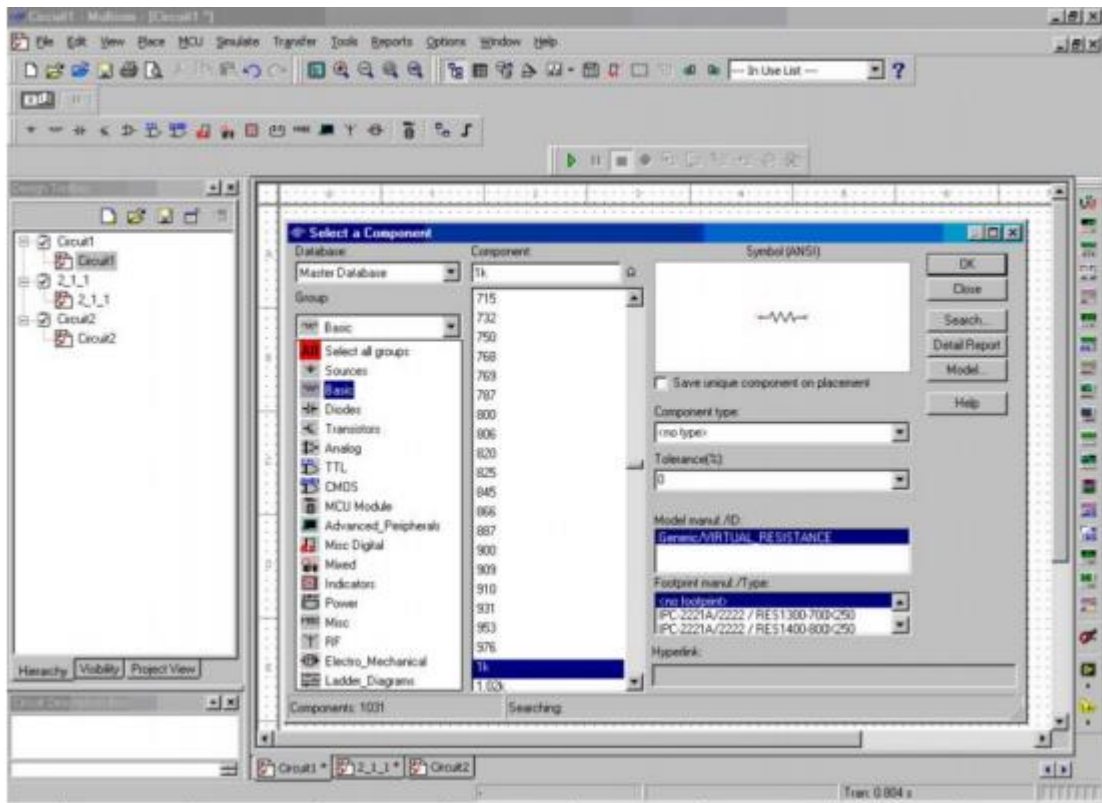 Circuit1 - Multisim - [Circuit1 *]
File Edit View Place MCU Simulate Transfer Tools Reports Options Window Help
--- In Use List ---
Design Toolbox
Circuit1
Circuit1
2_1_1
2_1_1
Circuit2
Circuit2
Hierarchy Visibility Project View
Select a Component
Database:
Master Database
Group:
Basic
All Select all groups
Sources
Basic
Diodes
Transistors
Analog
TTL
CMOS
MCU Module
Advanced_Peripherals
Misc Digital
Mixed
Indicators
Power
Misc
RF
Electro_Mechanical
Ladder_Diagrams
Component:
1k Ω
715
732
750
768
769
787
800
806
820
825
845
866
887
900
909
910
931
953
976
1k
1.02k
Symbol (ANSI)
Save unique component on placement
Component type:
<no type>
Tolerance(%):
0
Model manuf./ID:
Generic/VIRTUAL_RESISTANCE
Footprint manuf./Type:
<no footprint>
IPC-2221A/2222 / RES1300-700X250
IPC-2221A/2222 / RES1400-800X250
Hyperlink:
OK
Close
Search...
Detail Report
Model...
Help
Components: 1031 Searching:
Circuit1 * 2_1_1 * Circuit2
Tran: 0.804 s